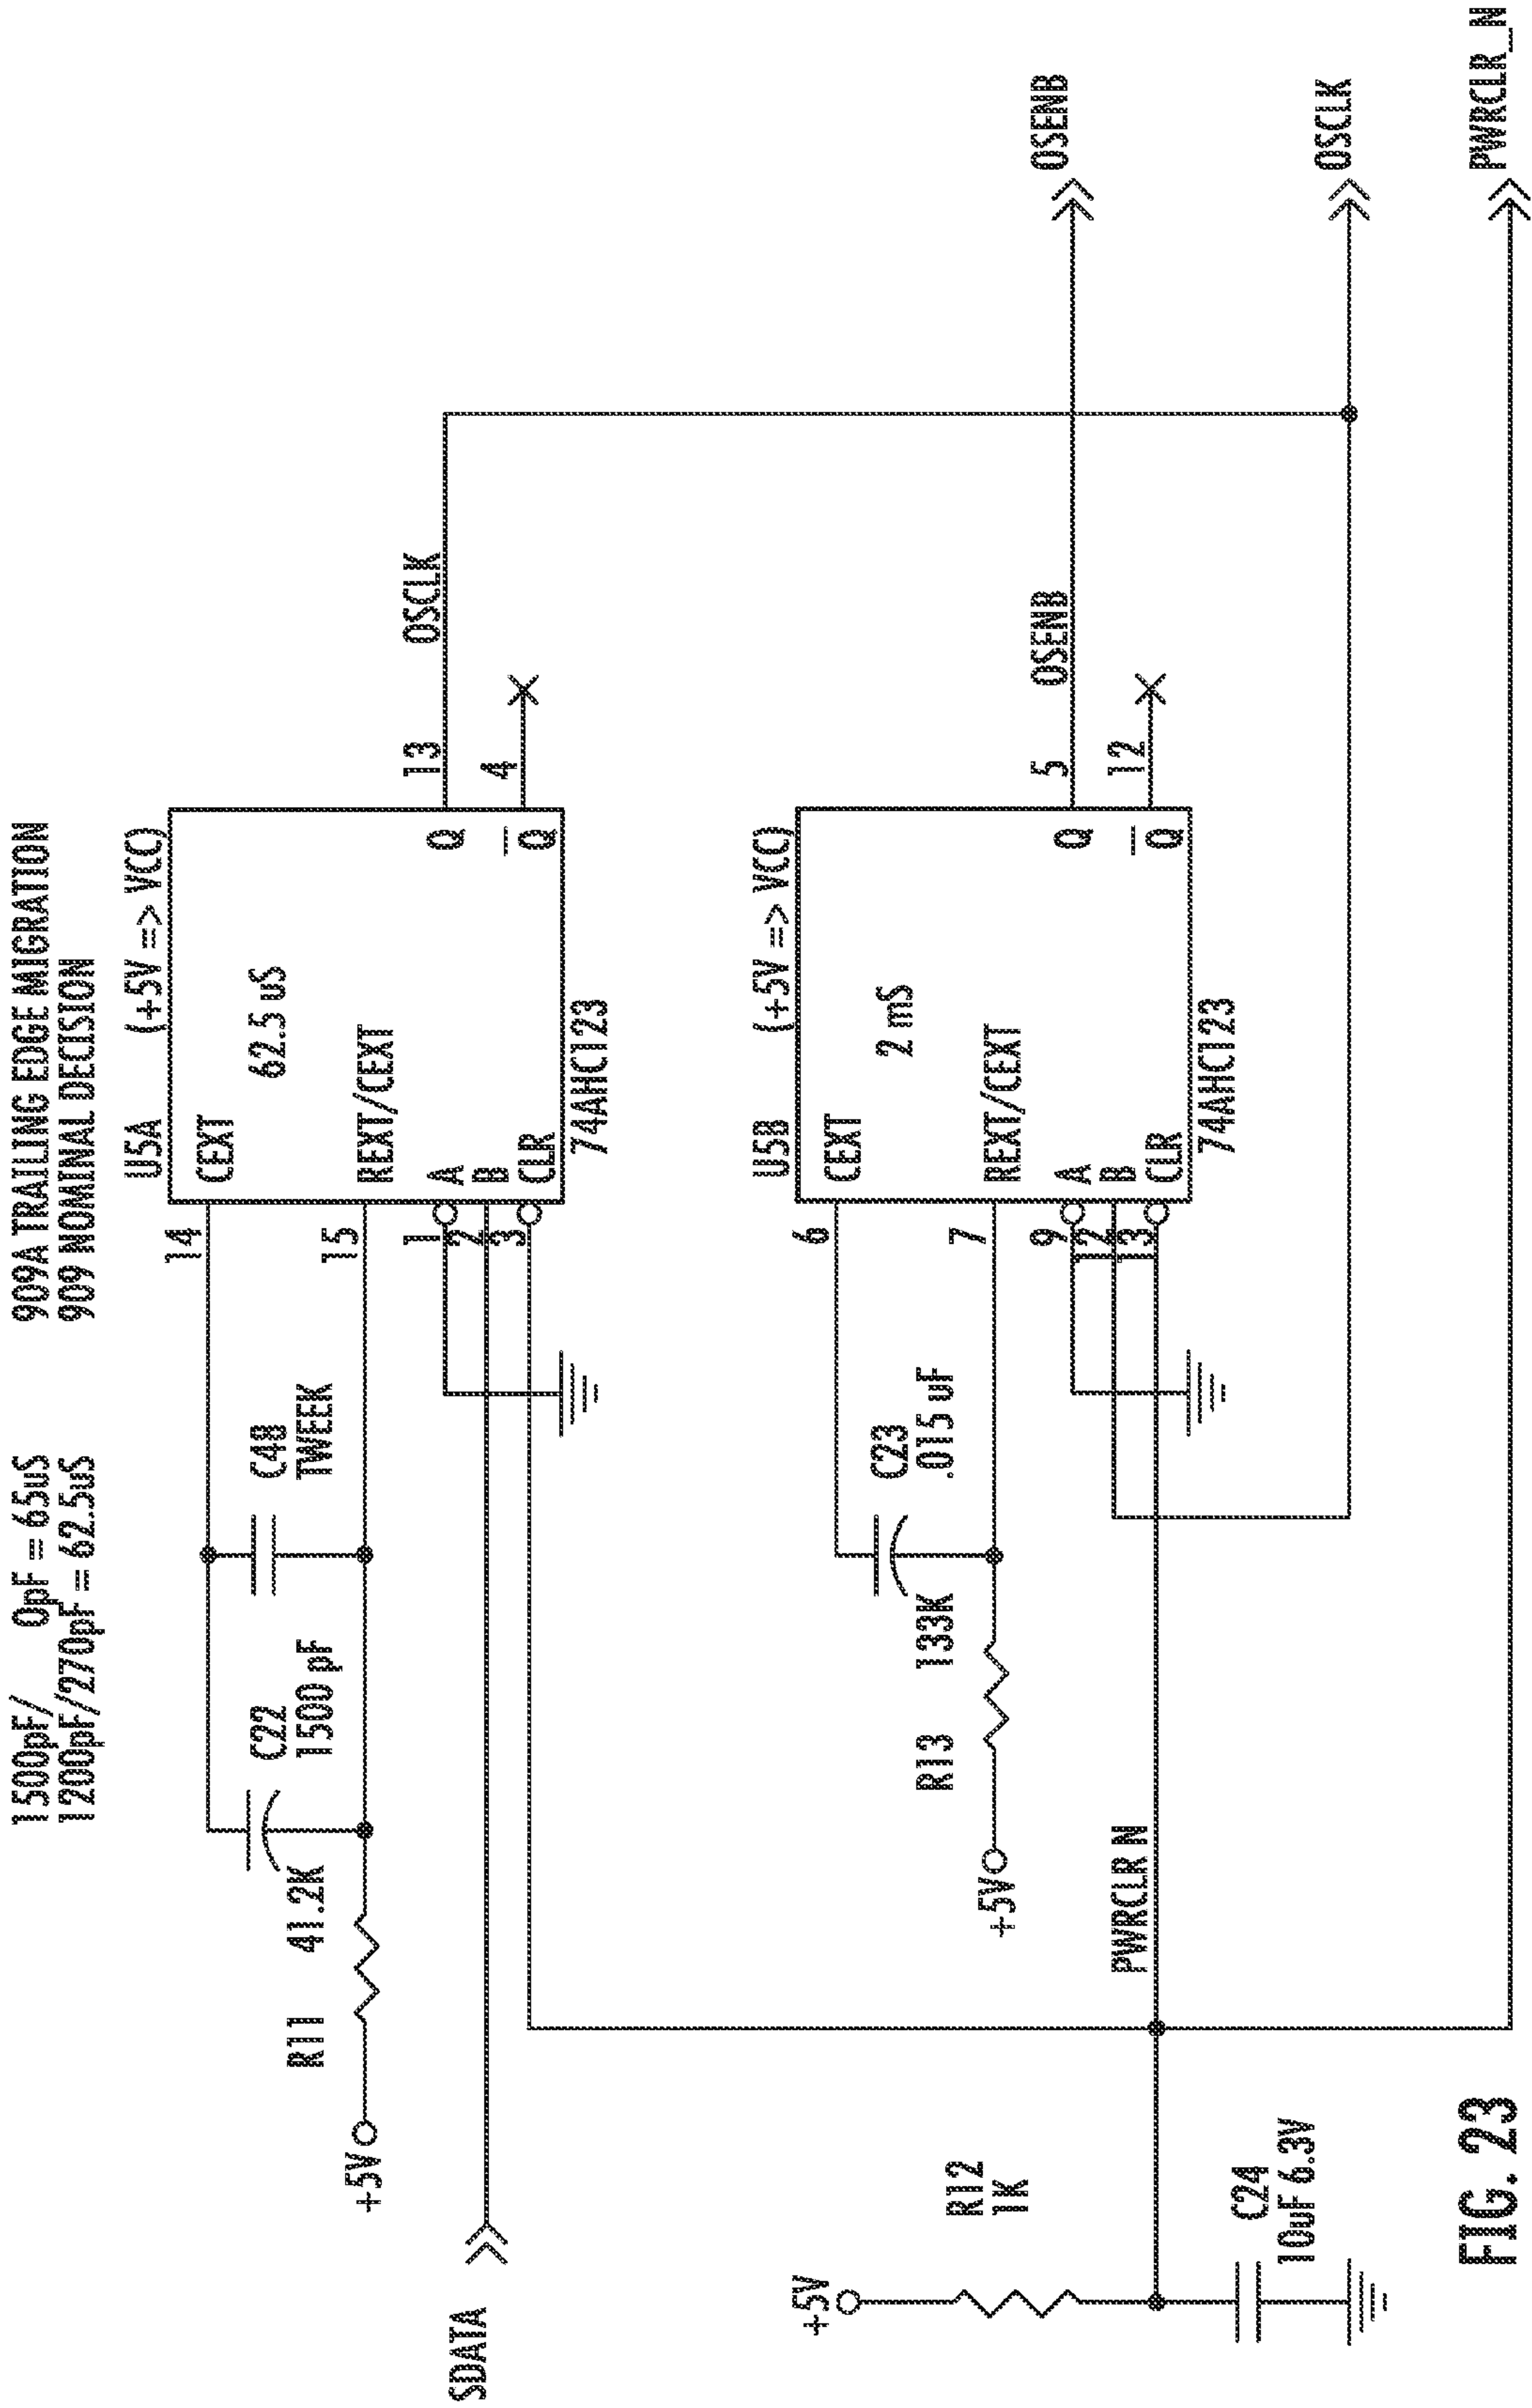 1500pF/ 0pF = 65uS 909A TRAILING EDGE MIGRATION
1200pF/270pF = 62.5uS 909 NOMINAL DECISION
U5A (+5V => VCC)
14
CEXT
62.5 uS
C22
1500 pF
C48
TWEEK
R11 41.2K
+5V
15
REXT/CEXT
1
A
2
B
3
CLR
13
Q
OSCLK
4
Q
74AHC123
SDATA
U5B (+5V => VCC)
6
CEXT
2 mS
C23
.015 uF
R13 133K
+5V
7
REXT/CEXT
9
A
12
B
13
CLR
5
Q
OSENB
OSENB
12
Q
74AHC123
PWRCLR N
+5V
R12
1K
C24
10uF 6.3V
OSCLK
PWRCLR_N
FIG. 23